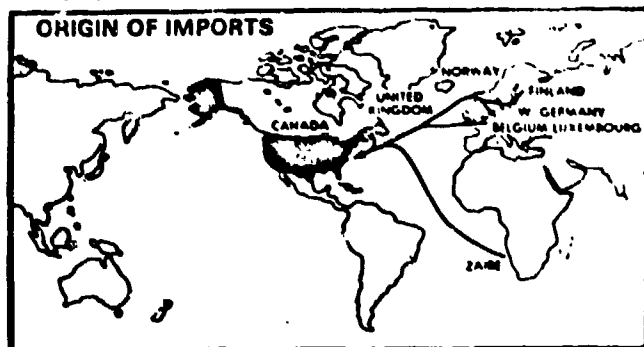 ORIGIN OF IMPORTS
NORWAY
FINLAND
UNITED
KINGDOM
W. GERMANY
CANADA
BELGIUM LUXEMBOURG
ZAIRE